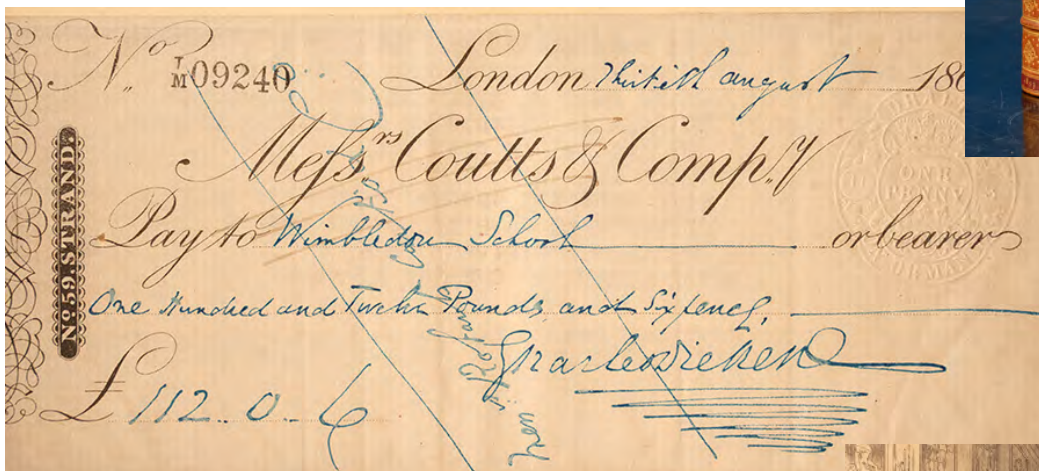 No. T/M 09240 London Thirtieth august 186
Messrs. Coutts & Compy.
Pay to Wimbledon School or bearer
One Hundred and Twelve Pounds, and Sixpence,
Charles Dickens
£ 112.0.6
No. 59. STRAND.
ONE
PENNY